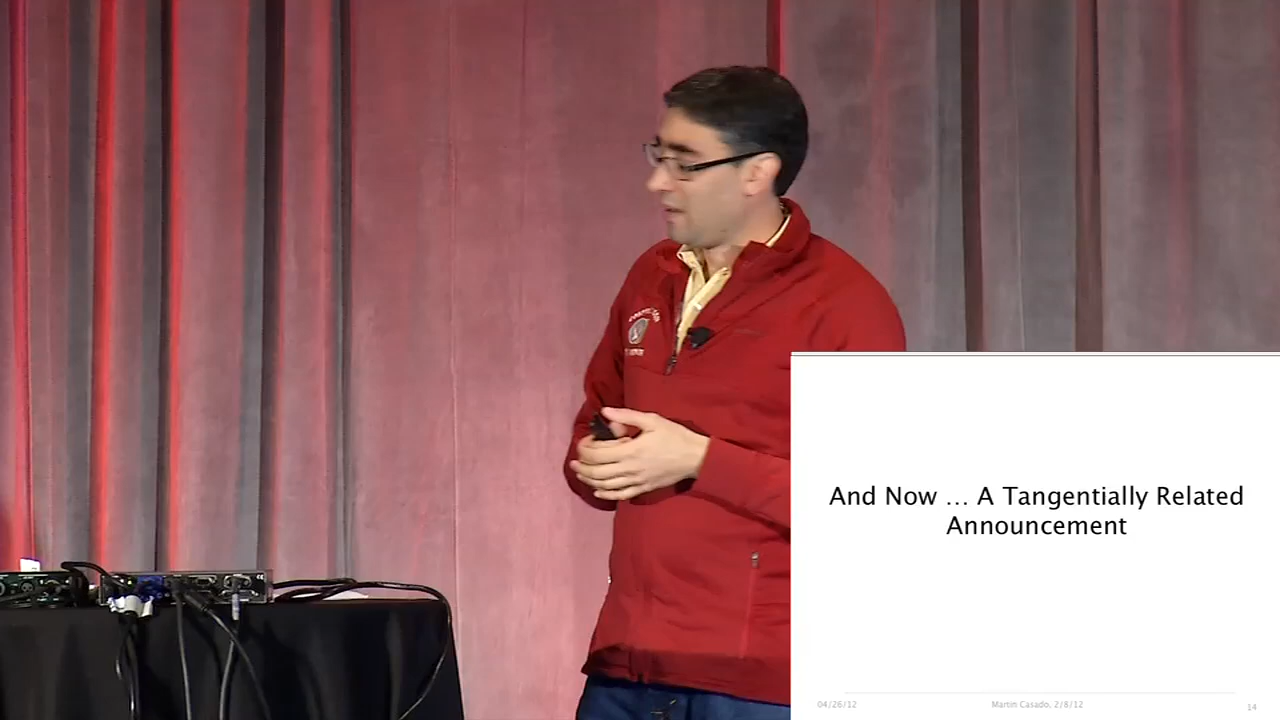 And Now … A Tangentially Related
Announcement
04/26/12
Martin Casado, 2/8/12
14